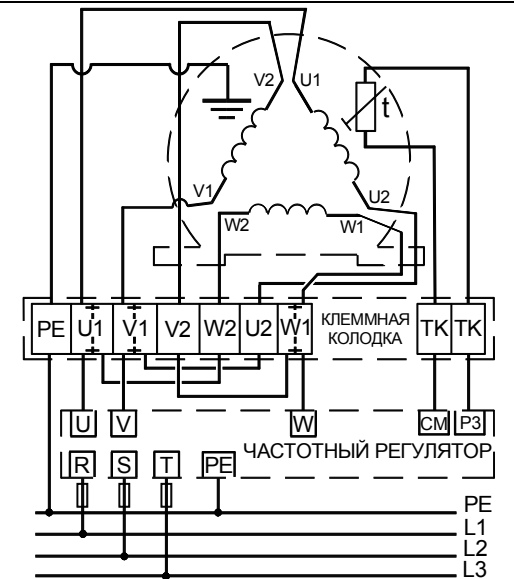 V2 U1
t
V1
U2
W2 W1
PE U1 V1 V2 W2 U2 W1 КЛЕММНАЯ КОЛОДКА TK TK
U V W CM P3
ЧАСТОТНЫЙ РЕГУЛЯТОР
R S T PE
PE
L1
L2
L3